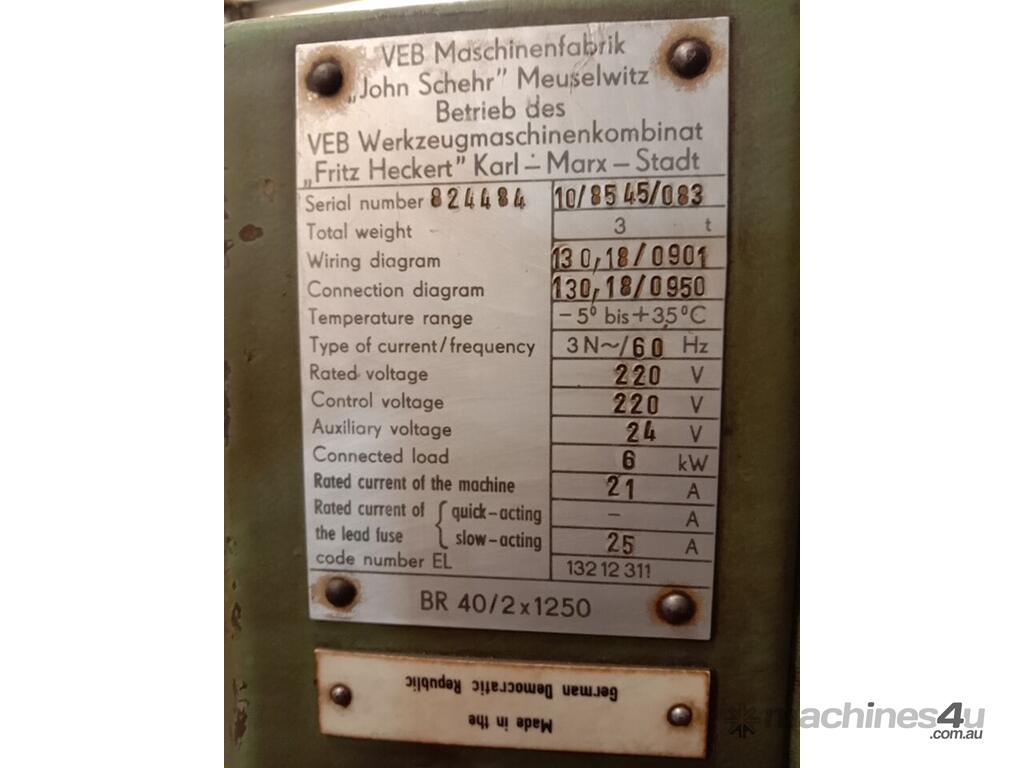 VEB Maschinenfabrik
„John Schehr” Meuselwitz
Betrieb des
VEB Werkzeugmaschinenkombinat
„Fritz Heckert” Karl – Marx – Stadt
Serial number 824484 10/85 45/083
Total weight 3 t
Wiring diagram 130,18/0901
Connection diagram 130,18/0950
Temperature range –5° bis +35°C
Type of current/frequency 3N~/60 Hz
Rated voltage 220 V
Control voltage 220 V
Auxiliary voltage 24 V
Connected load 6 kW
Rated current of the machine 21 A
Rated current of { quick–acting – A
the lead fuse { slow–acting 25 A
code number EL 132 12 311
BR 40/2 x 1250
Made in the
German Democratic Republic
machines4u
.com.au